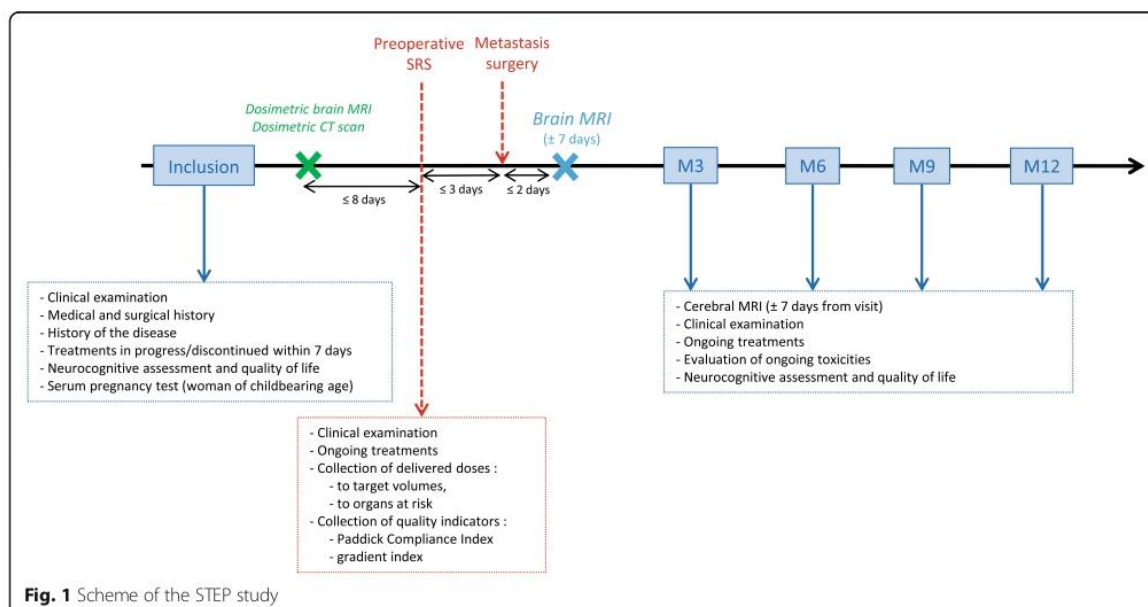 Preoperative
SRS
Metastasis
surgery
Dosimetric brain MRI
Dosimetric CT scan
Brain MRI
(± 7 days)
Inclusion
M3
M6
M9
M12
≤ 8 days
≤ 3 days
≤ 2 days
- Clinical examination
- Medical and surgical history
- History of the disease
- Treatments in progress/discontinued within 7 days
- Neurocognitive assessment and quality of life
- Serum pregnancy test (woman of childbearing age)
- Cerebral MRI (± 7 days from visit)
- Clinical examination
- Ongoing treatments
- Evaluation of ongoing toxicities
- Neurocognitive assessment and quality of life
- Clinical examination
- Ongoing treatments
- Collection of delivered doses :
- to target volumes,
- to organs at risk
- Collection of quality indicators :
- Paddick Compliance Index
- gradient index
Fig. 1 Scheme of the STEP study